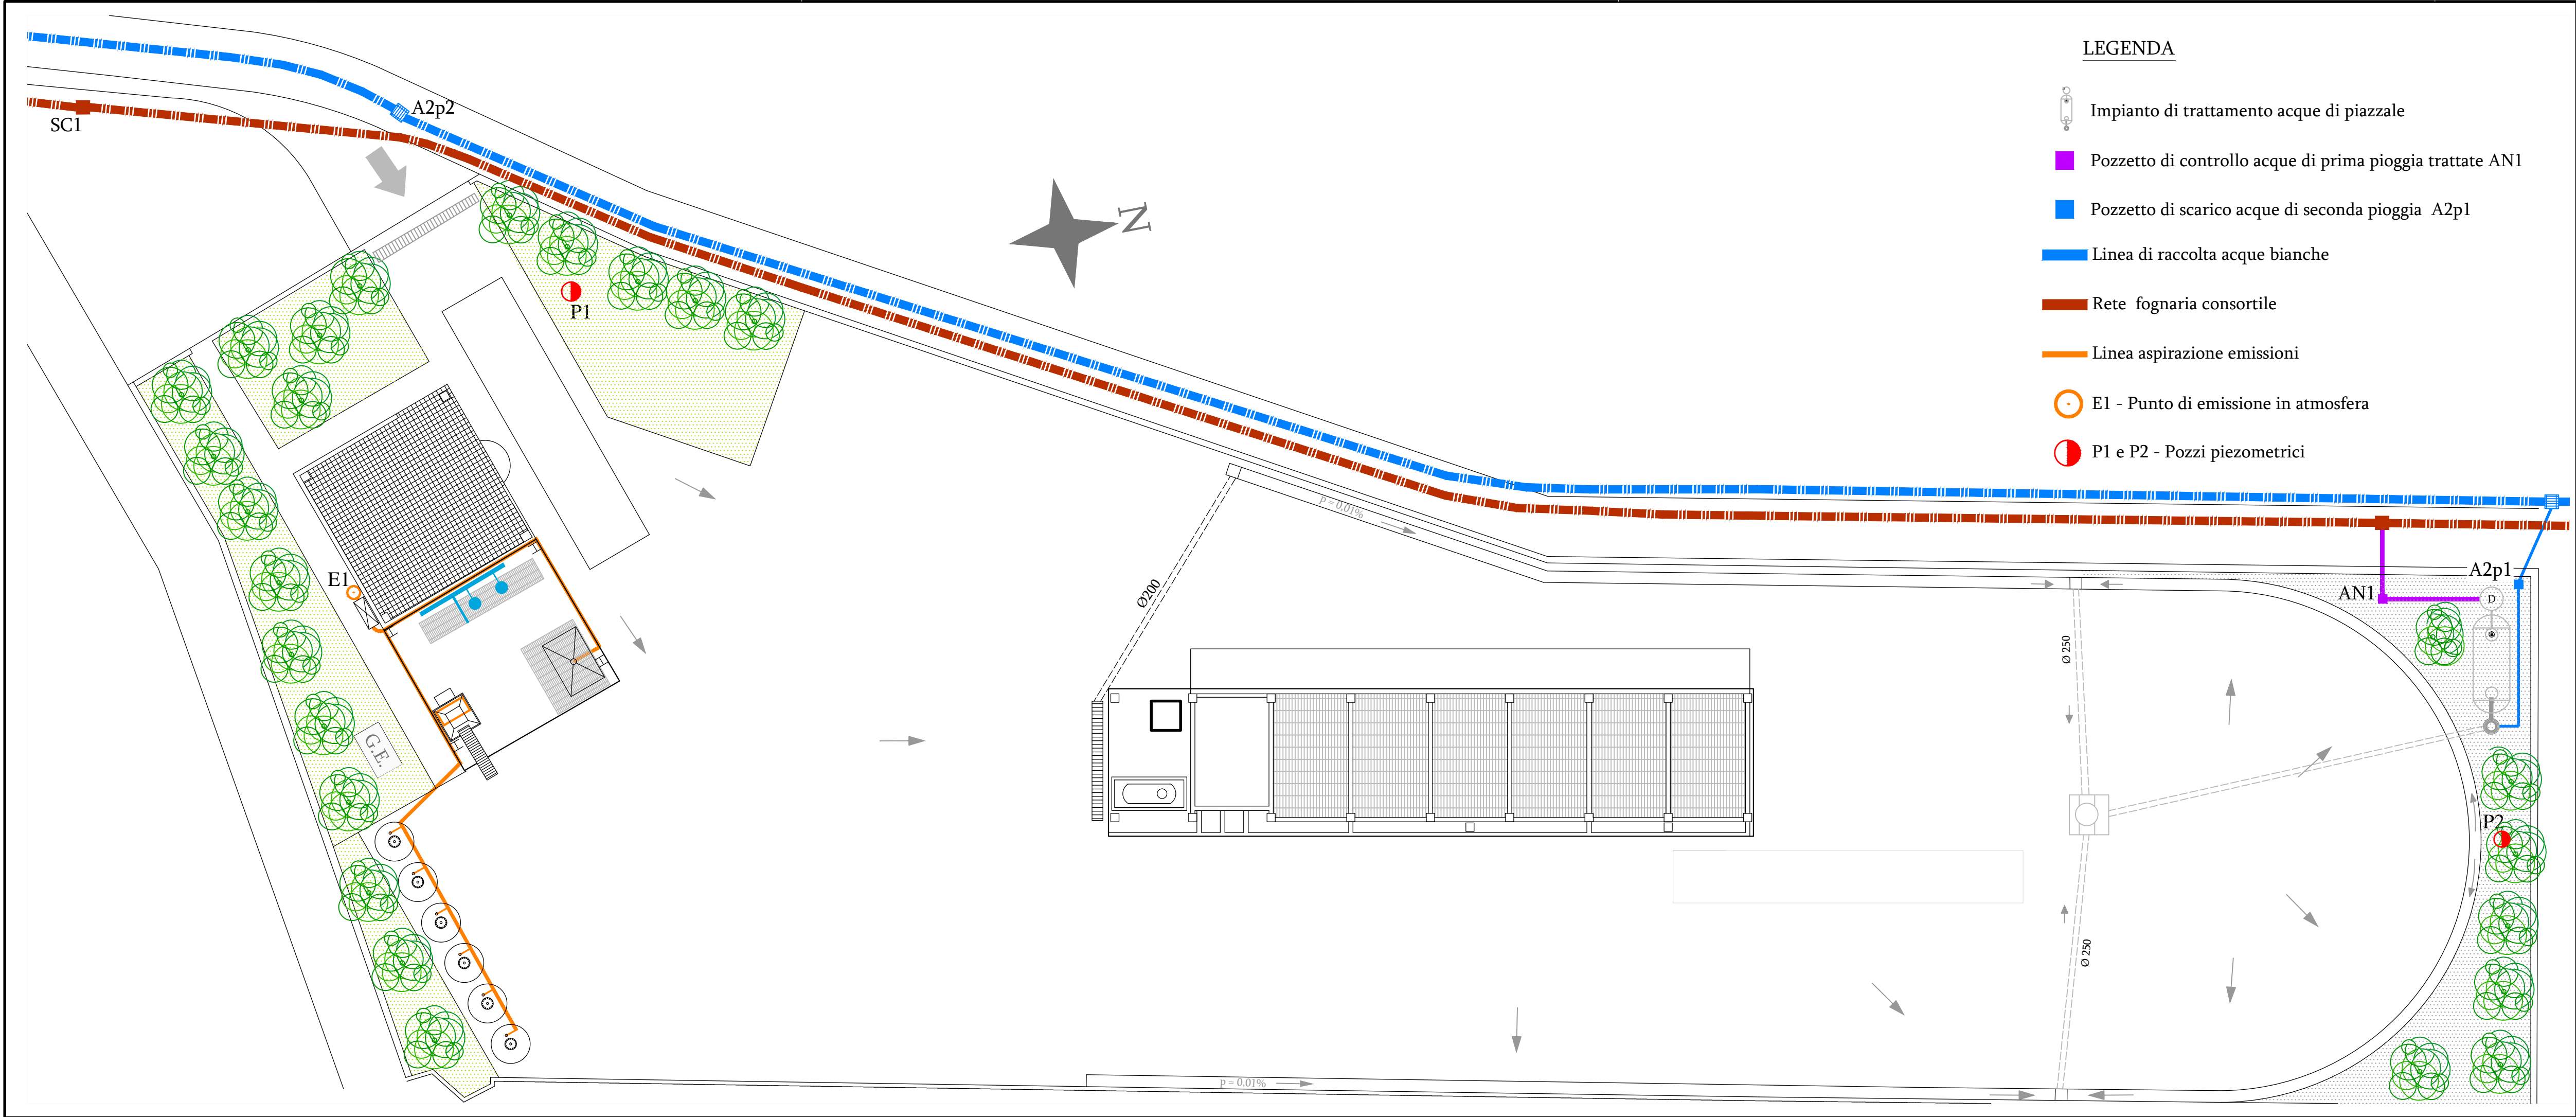 LEGENDA
Impianto di trattamento acque di piazzale
Pozzetto di controllo acque di prima pioggia trattate AN1
Pozzetto di scarico acque di seconda pioggia A2p1
Linea di raccolta acque bianche
Rete fognaria consortile
Linea aspirazione emissioni
E1 - Punto di emissione in atmosfera
P1 e P2 - Pozzi piezometrici
A2p2
SC1
N
P1
p = 0,01%
E1
Ø200
A2p1
AN1
D
Ø 250
G.E.
P2
Ø 250
p = 0,01%